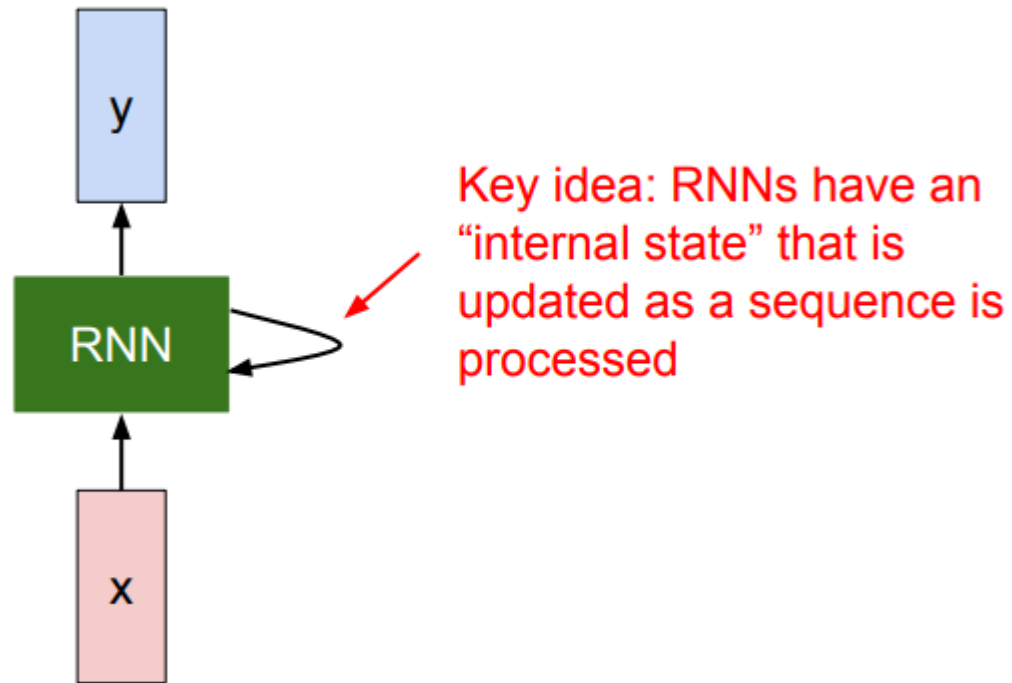 y
Key idea: RNNs have an
“internal state” that is
updated as a sequence is
processed
RNN
x